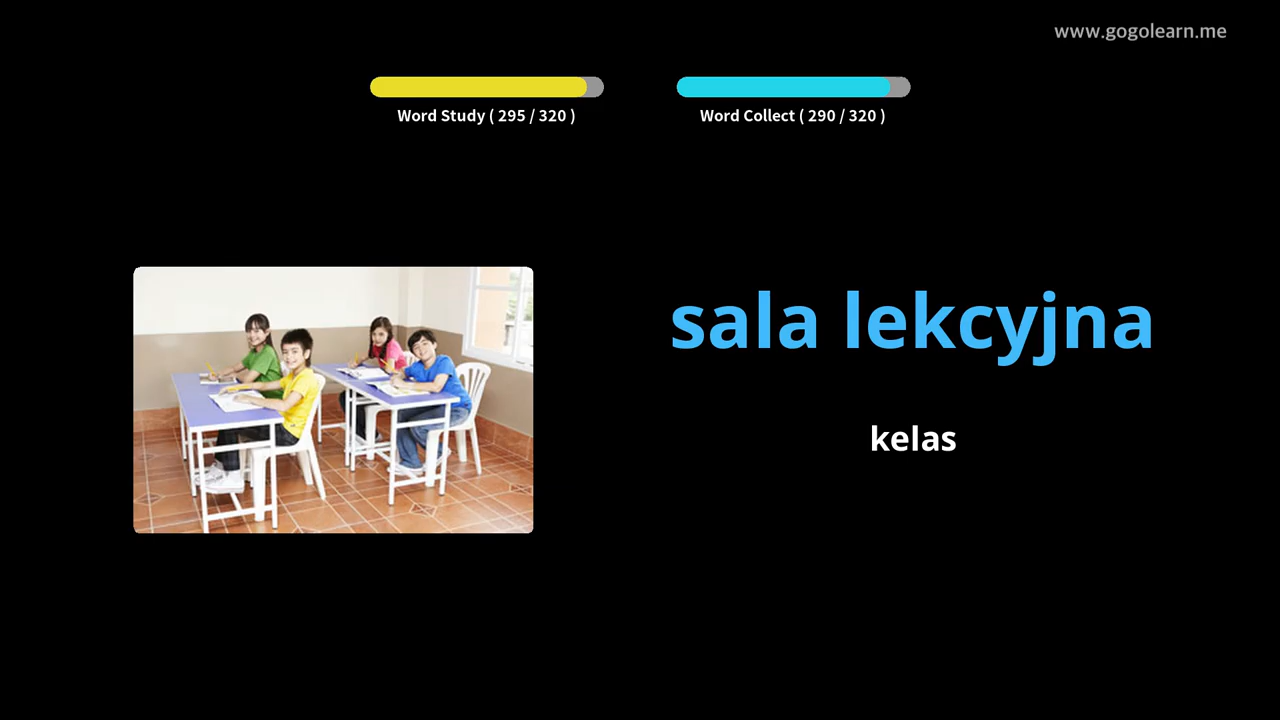 www.gogolearn.me
Word Study ( 295 / 320 )
Word Collect ( 290 / 320 )
sala lekcyjna
kelas